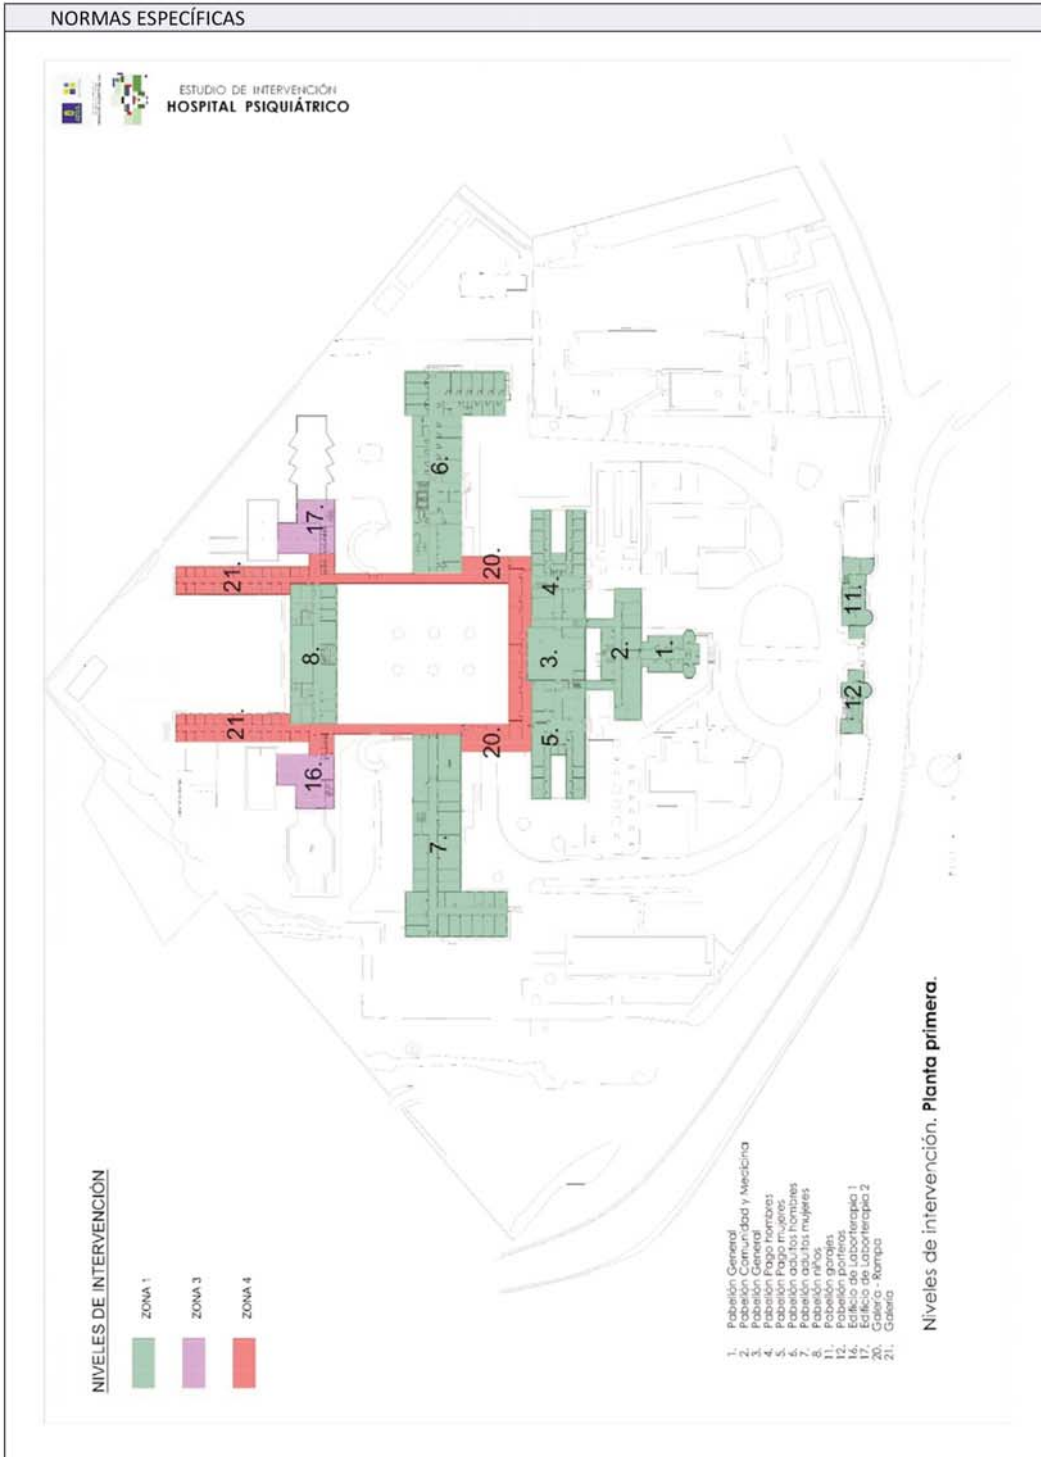 NORMAS ESPECÍFICAS
ESTUDIO DE INTERVENCIÓN
HOSPITAL PSIQUIÁTRICO
NIVELES DE INTERVENCIÓN
ZONA 1
ZONA 3
ZONA 4
21.
17.
6.
8.
20.
4.
11.
3.
2.
1.
21.
16.
20.
5.
12.
7.
1. Pabellón General
2. Pabellón Comunidad y Medicina
3. Pabellón General
4. Pabellón Pago hombres
5. Pabellón Pago mujeres
6. Pabellón adultos hombres
7. Pabellón adultos mujeres
8. Pabellón niños
11. Pabellón garajes
12. Pabellón porteros
16. Edificio de Laborterapia 1
17. Edificio de Laborterapia 2
20. Galería - Rampa
21. Galería
Niveles de intervención. Planta primera.